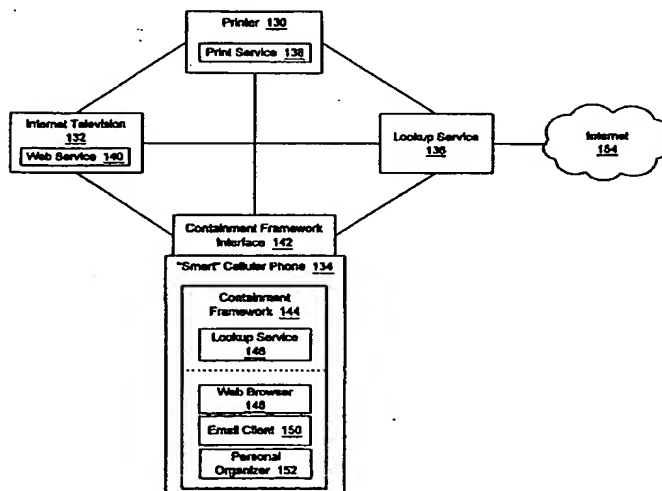 Printer 130
Print Service 138
Internet Television
132
Web Service 140
Lookup Service
136
Internet
154
Containment Framework
Interface 142
"Smart" Cellular Phone 134
Containment
Framework 144
Lookup Service
146
Web Browser
148
Email Client 150
Personal
Organizer 152